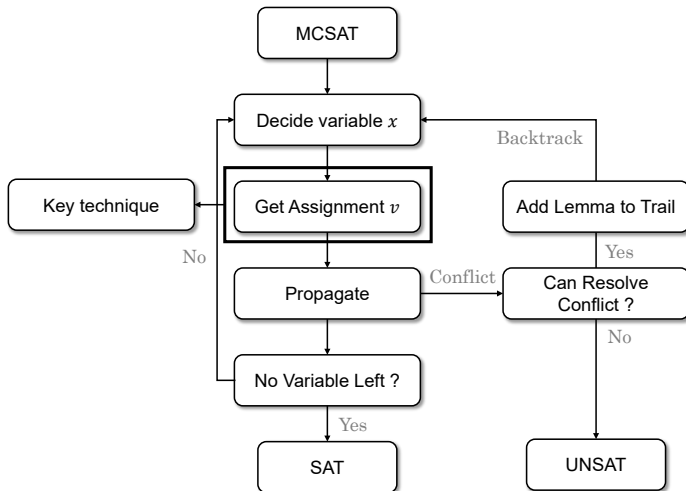 MCSAT
Decide variable x
Backtrack
Key technique
Get Assignment v
Add Lemma to Trail
No
Yes
Propagate
Conflict
Can Resolve
Conflict ?
No
No Variable Left ?
Yes
SAT
UNSAT